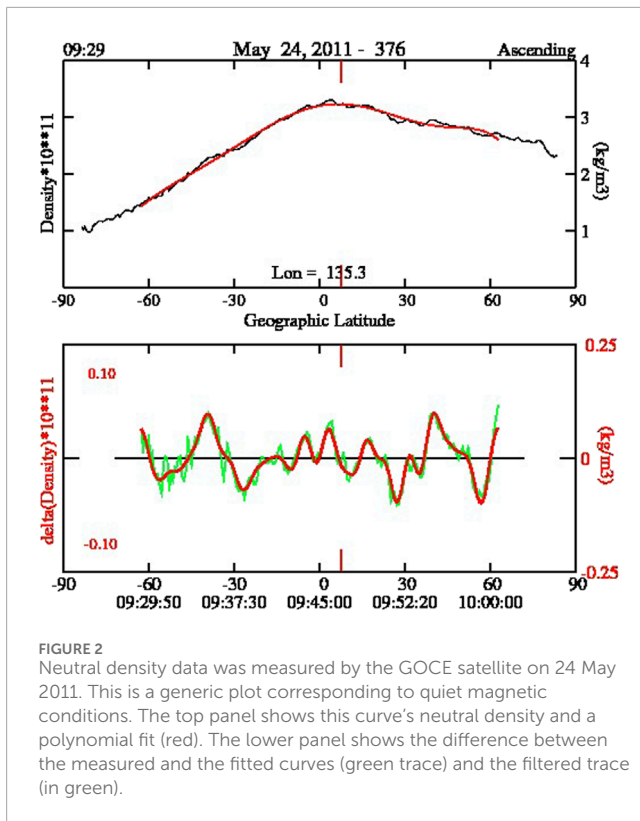 09:29 May 24, 2011 - 376 Ascending
4
3
2
1
Density*10**11
(kg/m3)
Lon = 135.3
-90 -60 -30 0 30 60 90
Geographic Latitude
0.25
0.10
delta(Density)*10**11
0
(kg/m3)
-0.10
-0.25
-90 -60 -30 0 30 60 90
09:29:50 09:37:30 09:45:00 09:52:20 10:00:00
FIGURE 2
Neutral density data was measured by the GOCE satellite on 24 May
2011. This is a generic plot corresponding to quiet magnetic
conditions. The top panel shows this curve's neutral density and a
polynomial fit (red). The lower panel shows the difference between
the measured and the fitted curves (green trace) and the filtered trace
(in green).